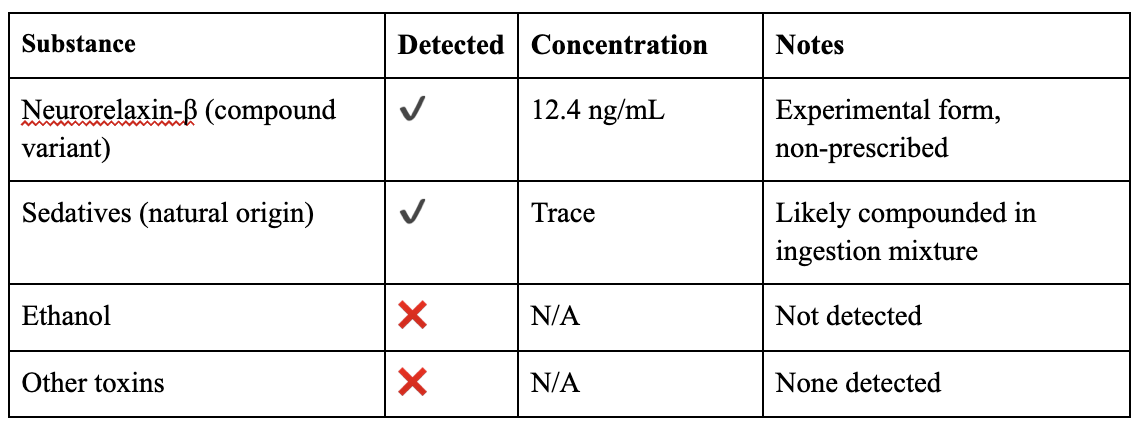 Substance Detected Concentration Notes
Neurorelaxin-β (compound variant) ✔ 12.4 ng/mL Experimental form, non-prescribed
Sedatives (natural origin) ✔ Trace Likely compounded in ingestion mixture
Ethanol ❌ N/A Not detected
Other toxins ❌ N/A None detected